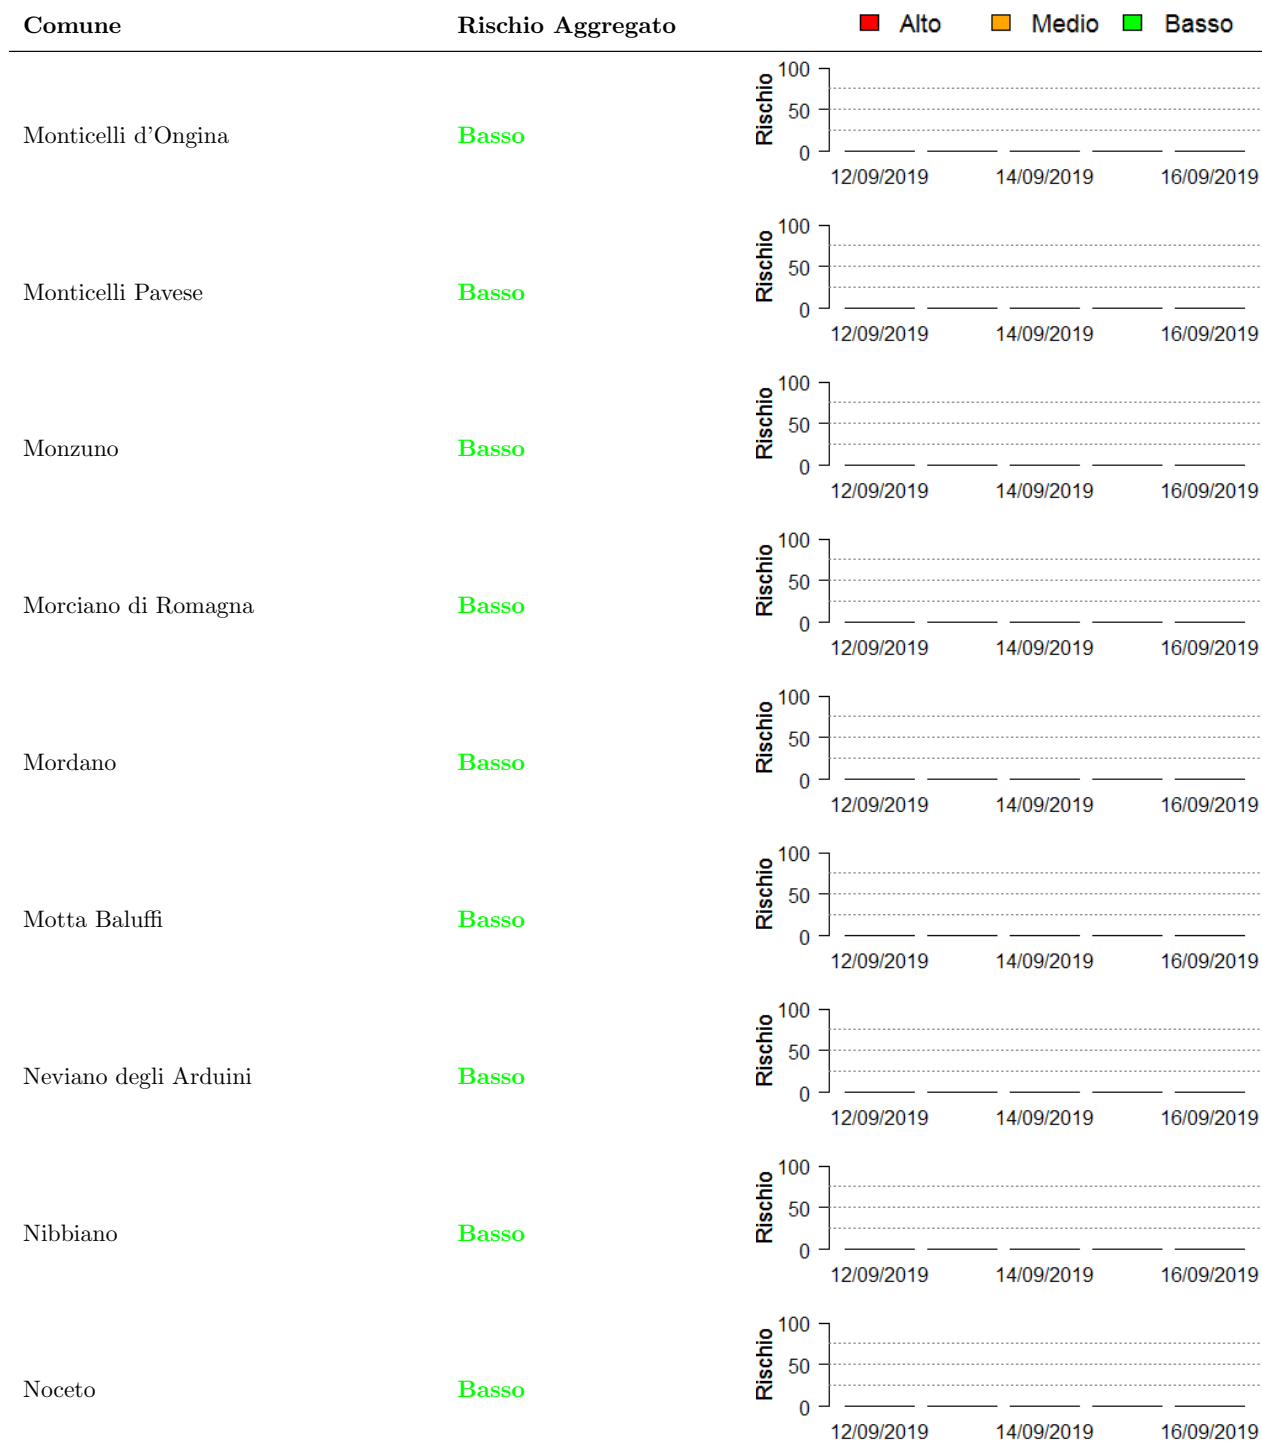 Comune Rischio Aggregato Alto Medio Basso
100
50
0
Rischio
Monticelli d'Ongina Basso
12/09/2019 14/09/2019 16/09/2019
100
50
0
Rischio
Monticelli Pavese Basso
12/09/2019 14/09/2019 16/09/2019
100
50
0
Rischio
Monzuno Basso
12/09/2019 14/09/2019 16/09/2019
100
50
0
Rischio
Morciano di Romagna Basso
12/09/2019 14/09/2019 16/09/2019
100
50
0
Rischio
Mordano Basso
12/09/2019 14/09/2019 16/09/2019
100
50
0
Rischio
Motta Baluffi Basso
12/09/2019 14/09/2019 16/09/2019
100
50
0
Rischio
Neviano degli Arduini Basso
12/09/2019 14/09/2019 16/09/2019
100
50
0
Rischio
Nibbiano Basso
12/09/2019 14/09/2019 16/09/2019
100
50
0
Rischio
Noceto Basso
12/09/2019 14/09/2019 16/09/2019